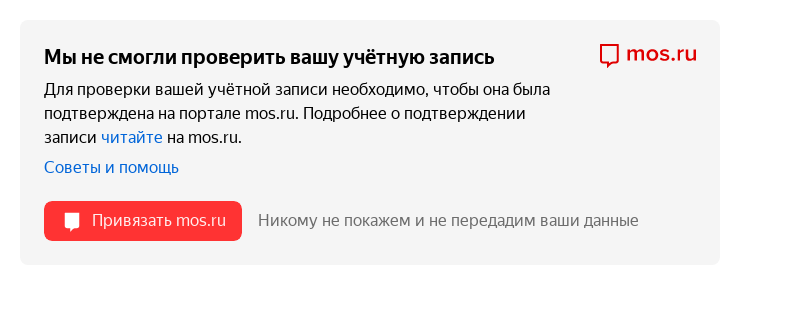 Мы не смогли проверить вашу учётную запись
mos.ru
Для проверки вашей учётной записи необходимо, чтобы она была
подтверждена на портале mos.ru. Подробнее о подтверждении
записи читайте на mos.ru.
Советы и помощь
Привязать mos.ru
Никому не покажем и не передадим ваши данные